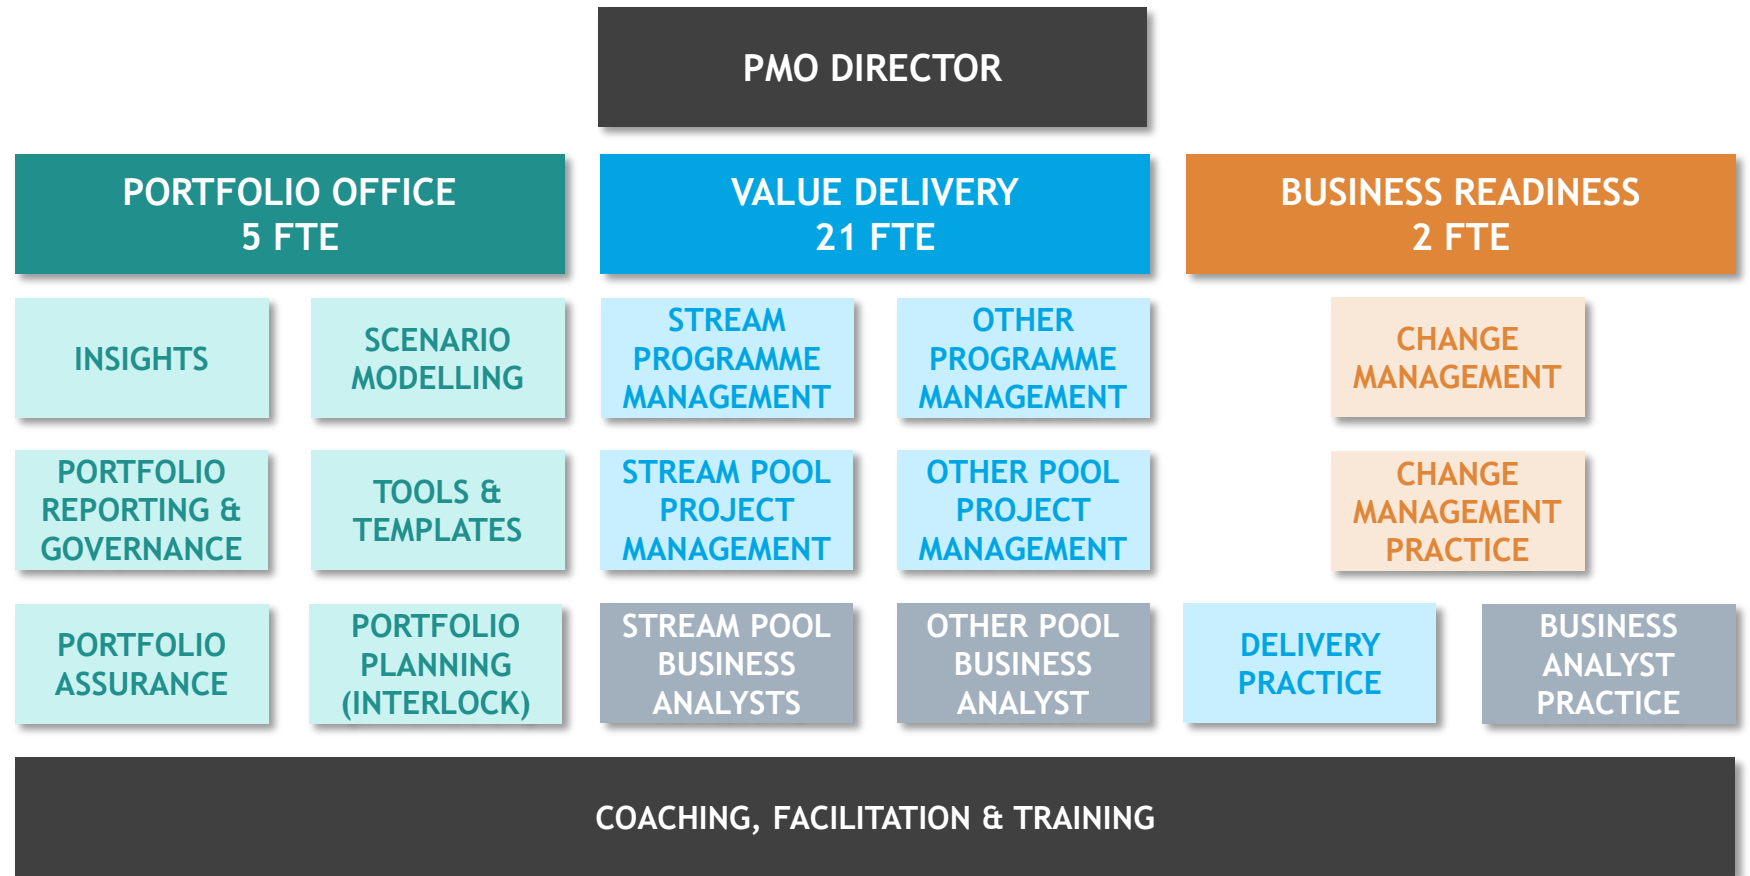 PMO DIRECTOR
PORTFOLIO OFFICE
5 FTE
VALUE DELIVERY
21 FTE
BUSINESS READINESS
2 FTE
INSIGHTS
SCENARIO
MODELLING
STREAM
PROGRAMME
MANAGEMENT
OTHER
PROGRAMME
MANAGEMENT
CHANGE
MANAGEMENT
PORTFOLIO
REPORTING &
GOVERNANCE
TOOLS &
TEMPLATES
STREAM POOL
PROJECT
MANAGEMENT
OTHER POOL
PROJECT
MANAGEMENT
CHANGE
MANAGEMENT
PRACTICE
PORTFOLIO
ASSURANCE
PORTFOLIO
PLANNING
(INTERLOCK)
STREAM POOL
BUSINESS
ANALYSTS
OTHER POOL
BUSINESS
ANALYST
DELIVERY
PRACTICE
BUSINESS
ANALYST
PRACTICE
COACHING, FACILITATION & TRAINING